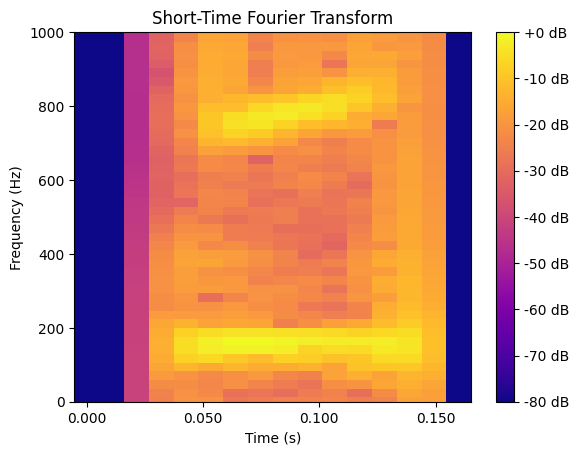 Short-Time Fourier Transform
1000
800
600
400
200
0
Frequency (Hz)
0.000
0.050
0.100
0.150
Time (s)
+0 dB
-10 dB
-20 dB
-30 dB
-40 dB
-50 dB
-60 dB
-70 dB
-80 dB